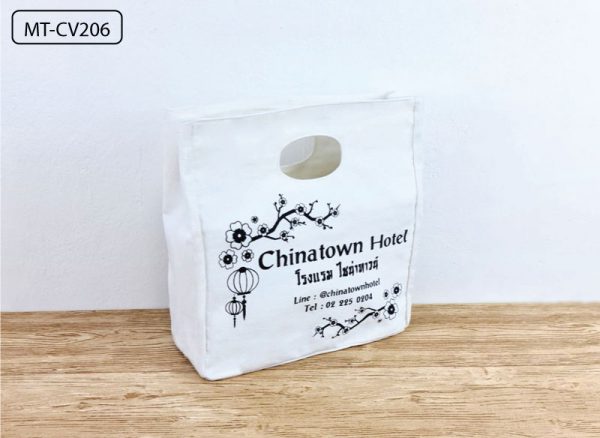 MT-CV206
Chinatown Hotel
โรงแรม ไชน่าทาวน์
Line : @chinatownhotel
Tel : 02 225 0204